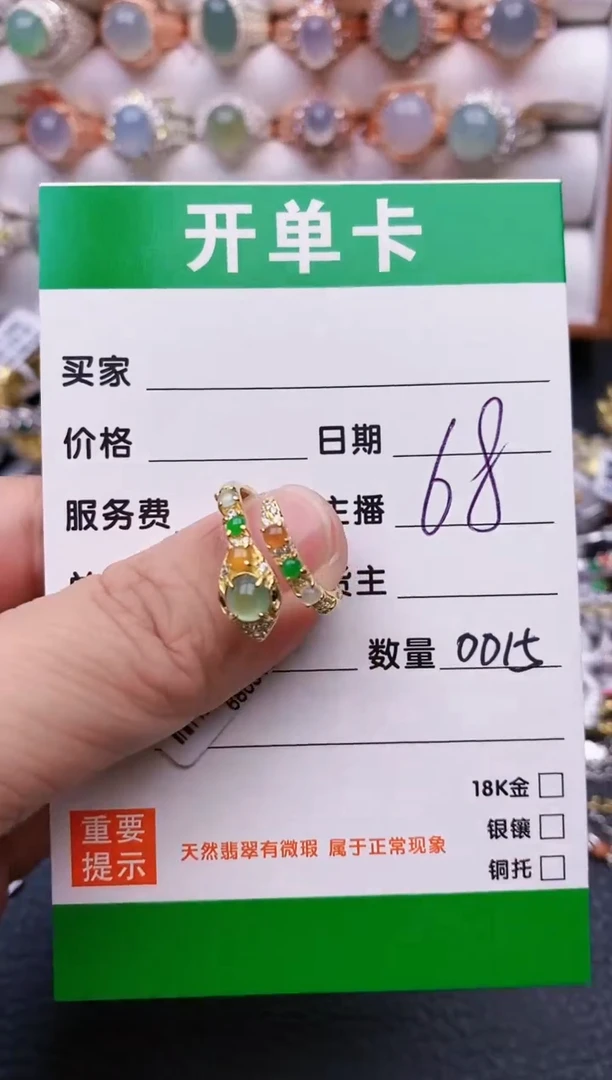 开单卡
买家
价格 日期
68
服务费 主播
主
数量 0015
18K金
银镶
铜托
重要
提示
天然翡翠有微瑕 属于正常现象